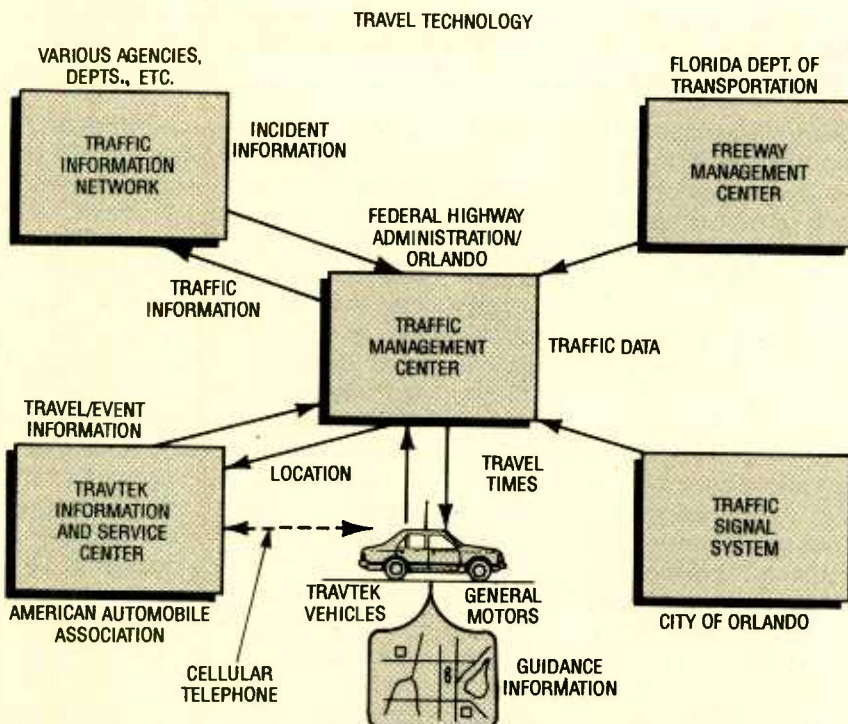 TRAVEL TECHNOLOGY
VARIOUS AGENCIES,
DEPTS., ETC.
TRAFFIC
INFORMATION
NETWORK
INCIDENT
INFORMATION
FLORIDA DEPT. OF
TRANSPORTATION
FREEWAY
MANAGEMENT
CENTER
FEDERAL HIGHWAY
ADMINISTRATION/
ORLANDO
TRAFFIC
INFORMATION
TRAFFIC
MANAGEMENT
CENTER
TRAFFIC DATA
TRAVEL/EVENT
INFORMATION
LOCATION
TRAVEL
TIMES
TRAVTEK
INFORMATION
AND SERVICE
CENTER
AMERICAN AUTOMOBILE
ASSOCIATION
TRAFFIC
SIGNAL
SYSTEM
CITY OF ORLANDO
TRAVTEK
VEHICLES
GENERAL
MOTORS
CELLULAR
TELEPHONE
GUIDANCE
INFORMATION